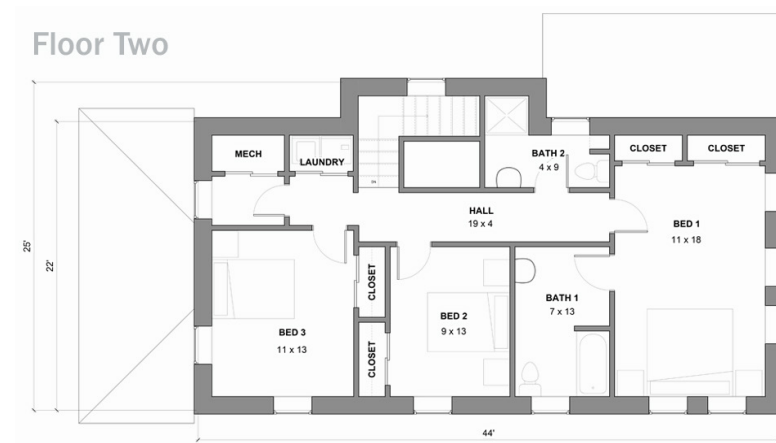 Floor Two
MECH
LAUNDRY
BATH 2
4 x 9
CLOSET
CLOSET
HALL
19 x 4
BED 1
11 x 18
25'
22'
CLOSET
BED 2
9 x 13
BATH 1
7 x 13
BED 3
11 x 13
CLOSET
44'